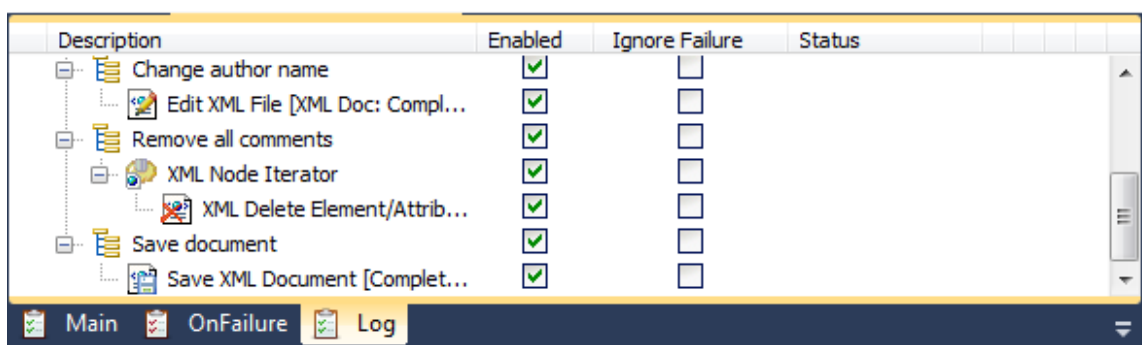 Description Enabled Ignore Failure Status
Change author name
Edit XML File [XML Doc: Compl...
Remove all comments
XML Node Iterator
XML Delete Element/Attrib...
Save document
Save XML Document [Complet...
Main OnFailure Log